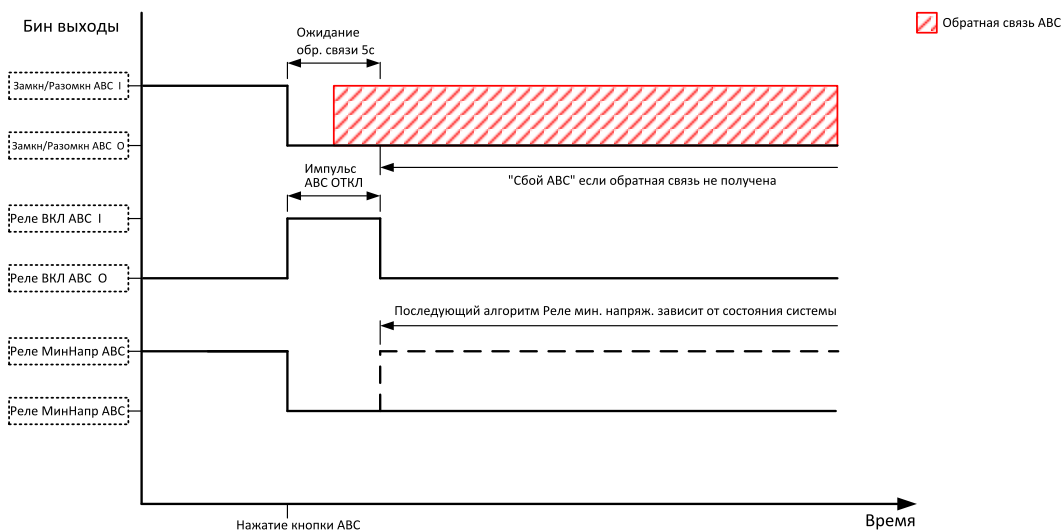 Бин выходы
Ожидание
обр. связи 5с
Обратная связь АВС
Замкн/Разомкн АВС I
Замкн/Разомкн АВС O
Импульс
АВС ОТКЛ
"Сбой АВС" если обратная связь не получена
Реле ВКЛ АВС I
Реле ВКЛ АВС O
Последующий алгоритм Реле мин. напряж. зависит от состояния системы
Реле МинНапр АВС
Реле МинНапр АВС
Нажатие кнопки АВС
Время